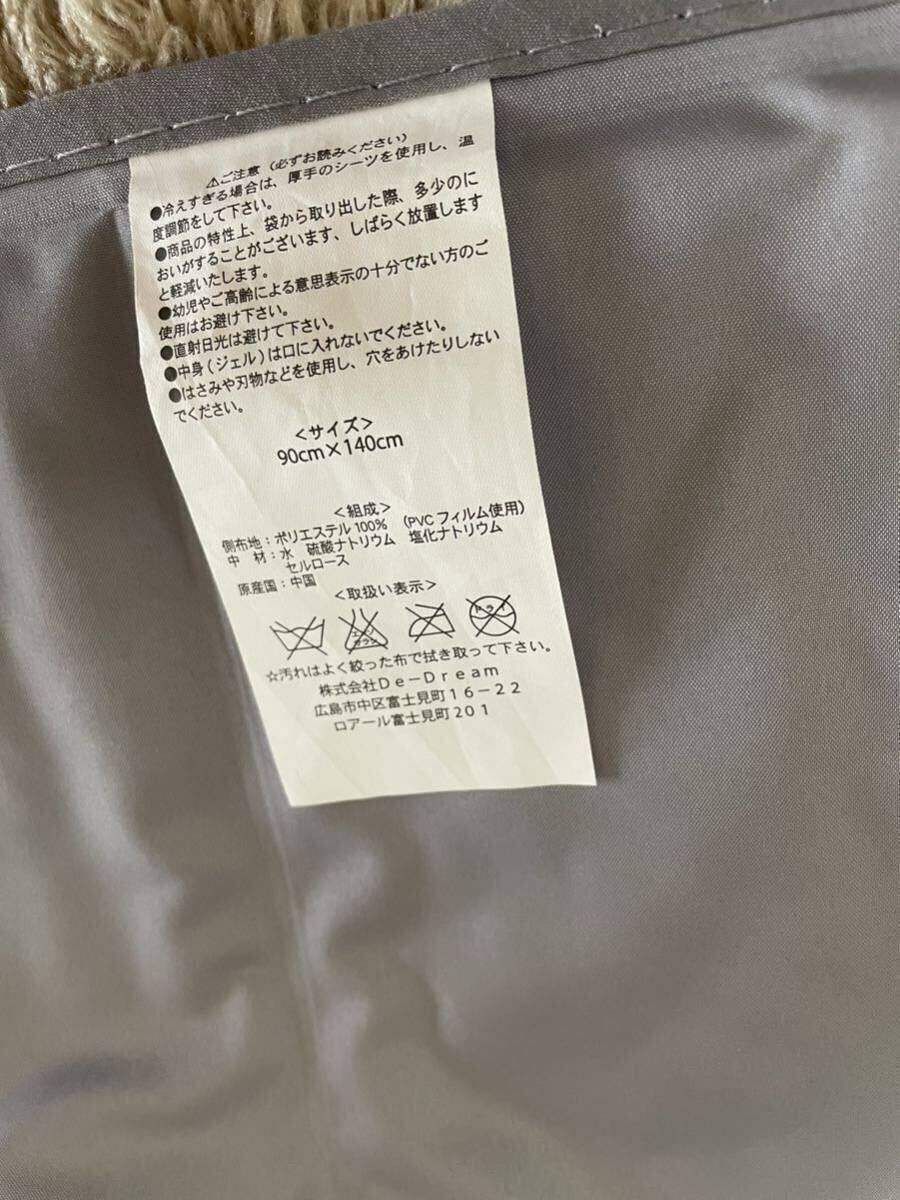 ⚠ご注意（必ずお読みください）
●冷えすぎる場合は、厚手のシーツを使用し、温
度調節をして下さい。
●商品の特性上、袋から取り出した際、多少のに
おいがすることがございます、しばらく放置します
と軽減いたします。
●幼児やご高齢による意思表示の十分でない方のご
使用はお避け下さい。
●直射日光は避けて下さい。
●中身（ジェル）は口に入れないでください。
●はさみや刃物などを使用し、穴をあけたりしない
でください。
＜サイズ＞
90cm×140cm
＜組成＞
側布地：ポリエステル100％ （PVCフィルム使用）
中 材：水 硫酸ナトリウム 塩化ナトリウム
セルロース
原産国：中国
＜取扱い表示＞
エンソ
サラシ
ドライ
☆汚れはよく絞った布で拭き取って下さい。
株式会社De−Dream
広島市中区富士見町16−22
ロアール富士見町201